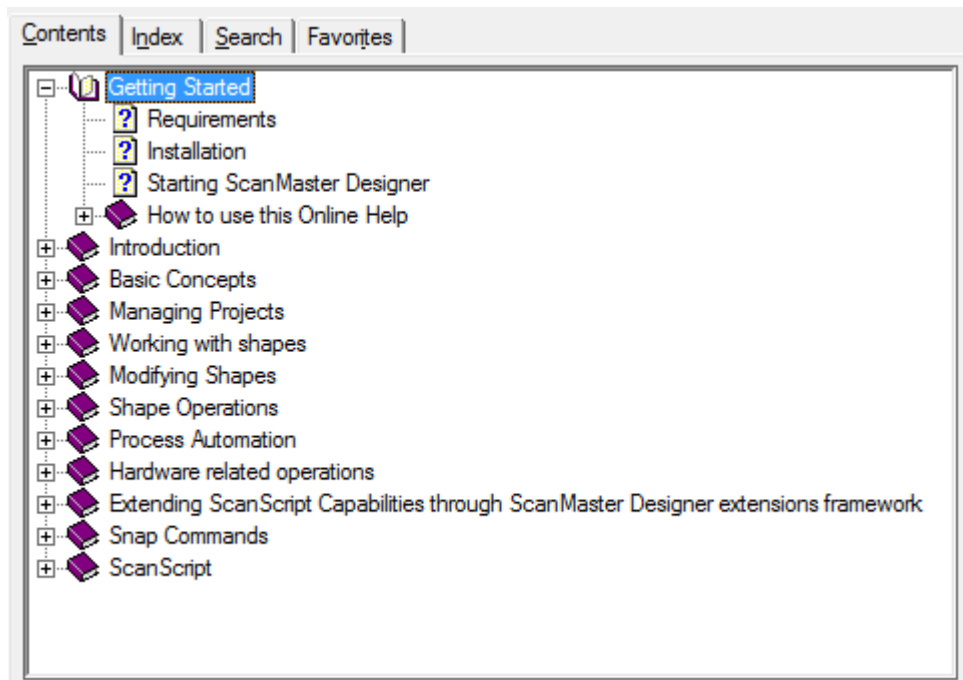 Contents Index Search Favorites
Getting Started
? Requirements
? Installation
? Starting ScanMaster Designer
How to use this Online Help
Introduction
Basic Concepts
Managing Projects
Working with shapes
Modifying Shapes
Shape Operations
Process Automation
Hardware related operations
Extending ScanScript Capabilities through ScanMaster Designer extensions framework
Snap Commands
ScanScript